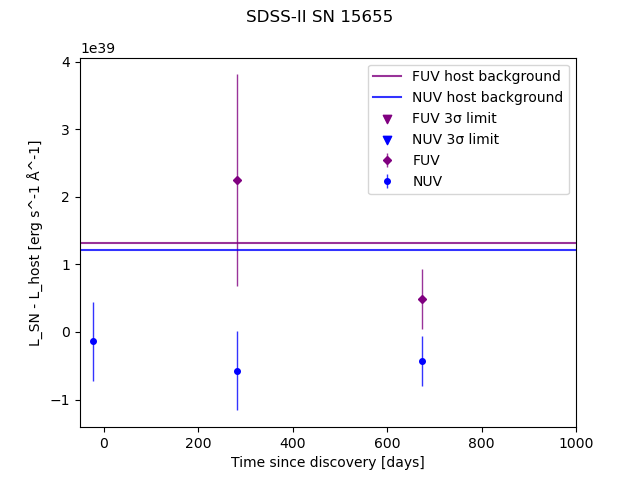 SDSS-II SN 15655
1e39
FUV host background
NUV host background
FUV 3σ limit
NUV 3σ limit
FUV
NUV
4
3
2
1
0
−1
L_SN - L_host [erg s^-1 Å^-1]
0 200 400 600 800 1000
Time since discovery [days]